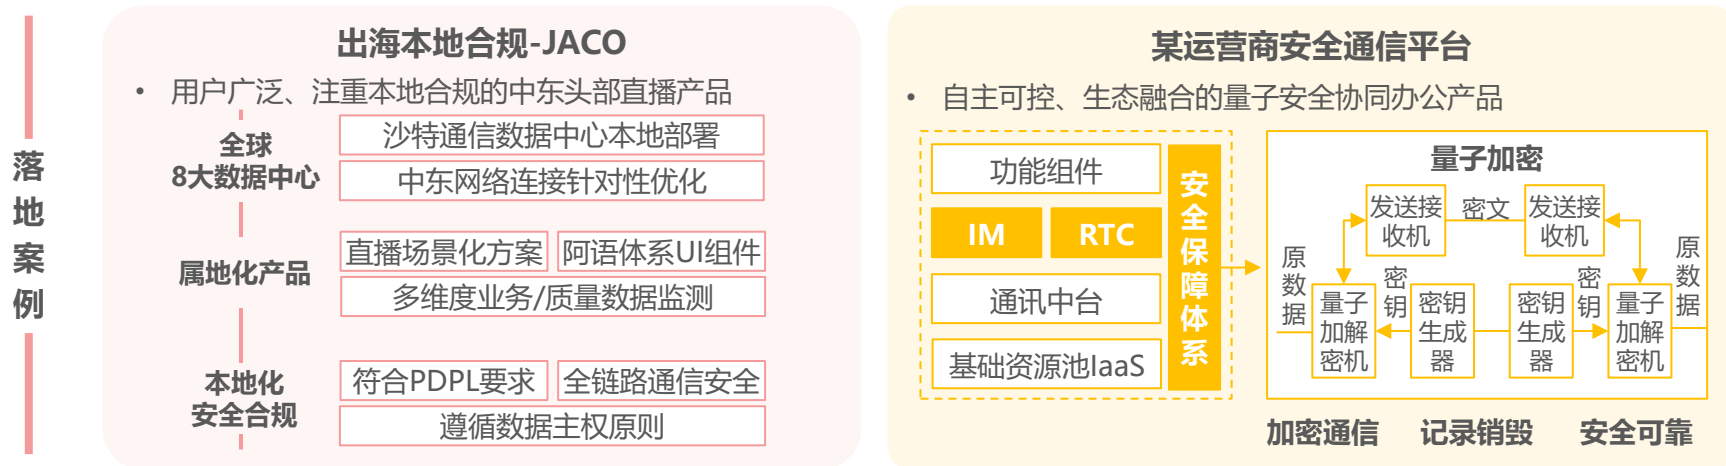 落地案例
出海本地合规-JACO
• 用户广泛、注重本地合规的中东头部直播产品
全球
8大数据中心
沙特通信数据中心本地部署
中东网络连接针对性优化
属地化产品
直播场景化方案
阿语体系UI组件
多维度业务/质量数据监测
本地化
安全合规
符合PDPL要求
全链路通信安全
遵循数据主权原则
某运营商安全通信平台
• 自主可控、生态融合的量子安全协同办公产品
功能组件
IM
RTC
通讯中台
基础资源池IaaS
安全保障体系
量子加密
发送接
收机
密文
发送接
收机
原数据
量子
加解
密机
密钥
密钥
生成
器
密钥
生成
器
密钥
量子
加解
密机
原数据
加密通信
记录销毁
安全可靠